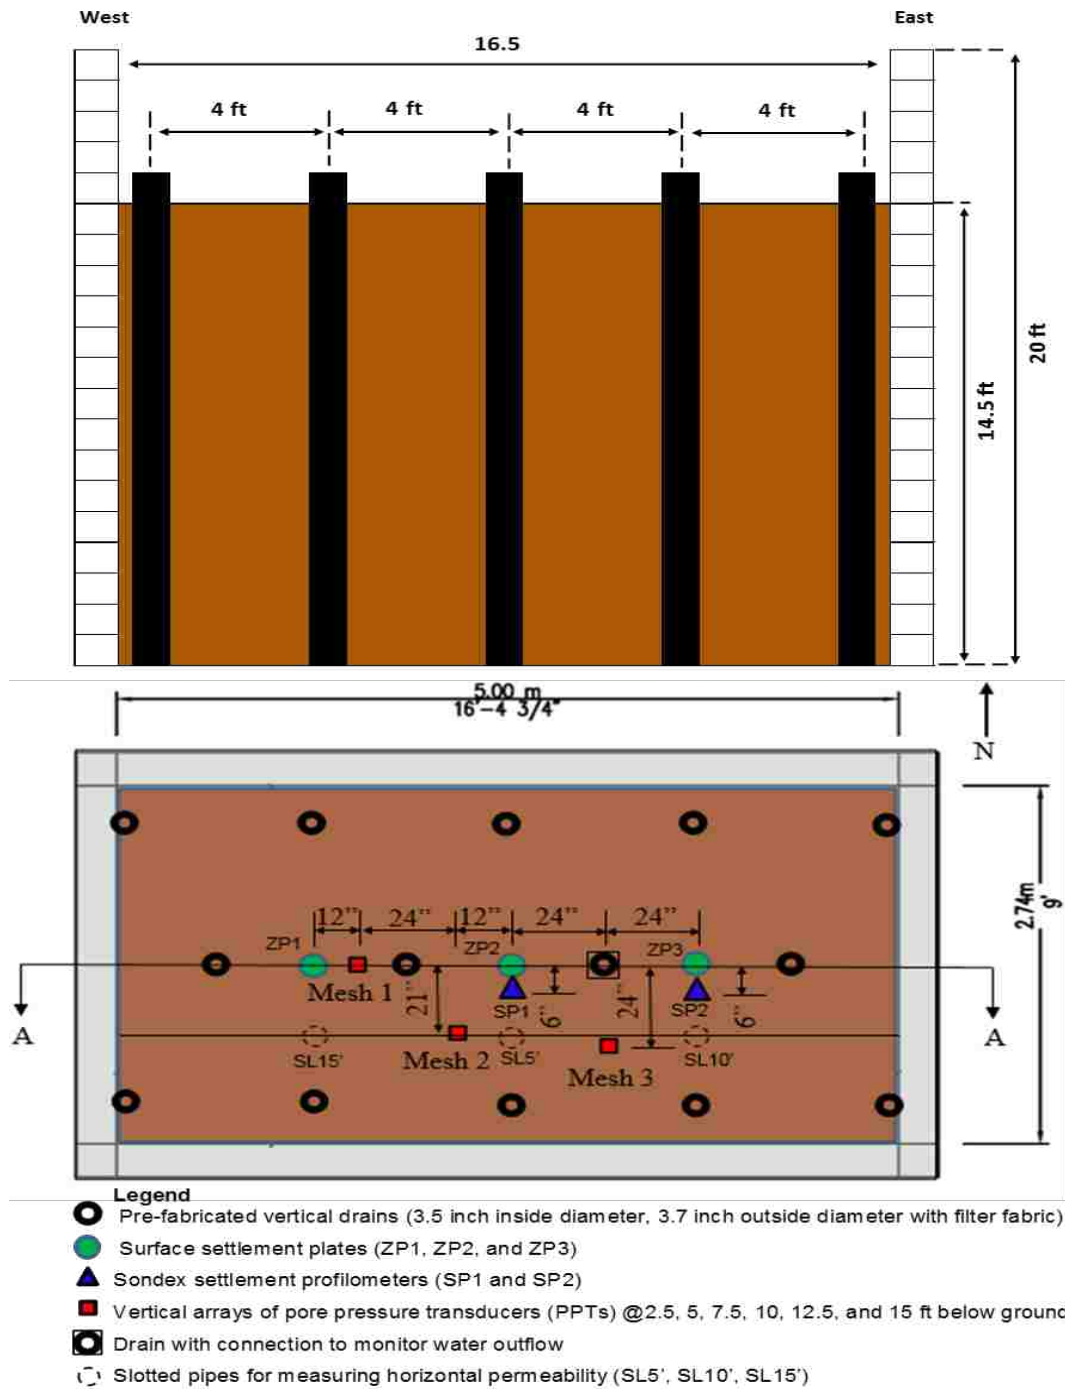 West
East
16.5
4 ft
4 ft
4 ft
4 ft
20 ft
14.5 ft
5.00 m
16'-4 3/4"
N
2.74m
9'
12”
24”
12”
24”
24”
ZP1
ZP2
ZP3
Mesh 1
21”
SP1
6”
24”
SP2
6”
A
A
SL15’
Mesh 2
SL5’
SL10’
Mesh 3
Legend
Pre-fabricated vertical drains (3.5 inch inside diameter, 3.7 inch outside diameter with filter fabric)
Surface settlement plates (ZP1, ZP2, and ZP3)
Sondex settlement profilometers (SP1 and SP2)
Vertical arrays of pore pressure transducers (PPTs) @2.5, 5, 7.5, 10, 12.5, and 15 ft below ground
Drain with connection to monitor water outflow
Slotted pipes for measuring horizontal permeability (SL5’, SL10’, SL15’)